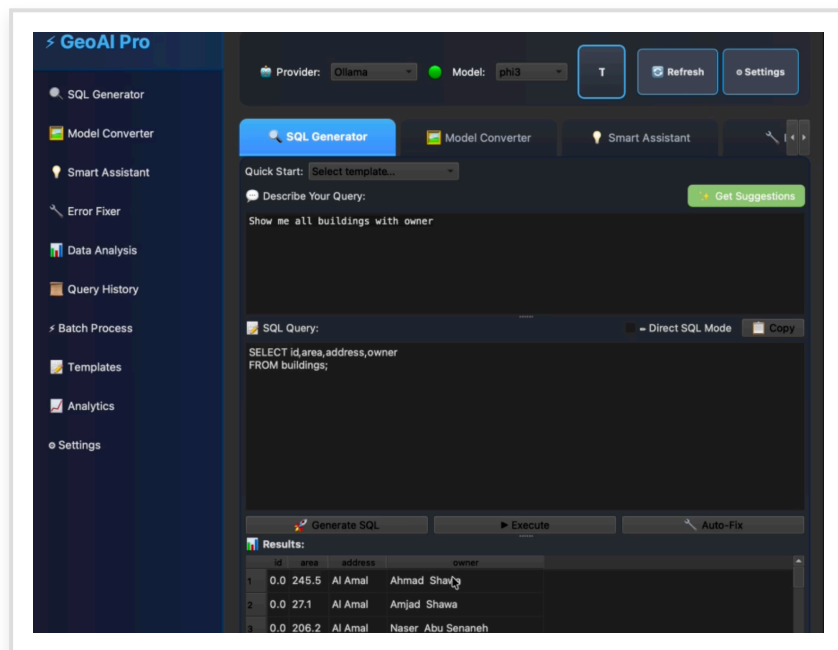 ⚡ GeoAI Pro
SQL Generator
Model Converter
Smart Assistant
Error Fixer
Data Analysis
Query History
⚡ Batch Process
Templates
Analytics
Settings
Provider: Ollama Model: phi3 T Refresh Settings
SQL Generator Model Converter Smart Assistant
Quick Start: Select template...
Describe Your Query: Get Suggestions
Show me all buildings with owner
SQL Query: Direct SQL Mode Copy
SELECT id,area,address,owner
FROM buildings;
Generate SQL Execute Auto-Fix
Results:
id area address owner
1 0.0 245.5 Al Amal Ahmad Shawa
2 0.0 27.1 Al Amal Amjad Shawa
3 0.0 206.2 Al Amal Naser Abu Senaneh